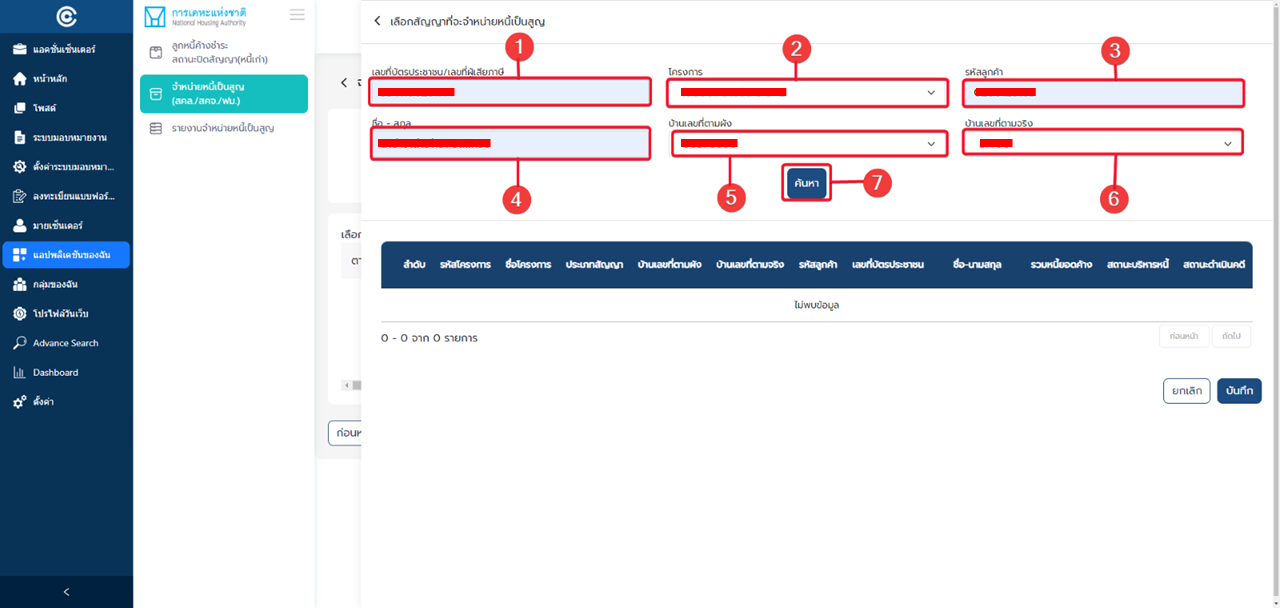 การเคหะแห่งชาติ
National Housing Authority
แอคชั่นเซ็นเตอร์
หน้าหลัก
โพสต์
ระบบมอบหมายงาน
ตั้งค่าระบบมอบหมา...
ลงทะเบียนแบบฟอร์...
มายเซ็นเตอร์
แอปพลิเคชันของฉัน
กลุ่มของฉัน
โปรไฟล์วันเว็บ
Advance Search
Dashboard
ตั้งค่า
ลูกหนี้ค้างชำระ
สถานะปิดสัญญา(หนี้เก่า)
จำหน่ายหนี้เป็นสูญ
(สคล./สคจ./ฟม.)
รายงานจำหน่ายหนี้เป็นสูญ
เลือก
ตา
ก่อนห
เลือกสัญญาที่จะจำหน่ายหนี้เป็นสูญ
1
2
3
เลขที่บัตรประชาชน/เลขที่ผู้เสียภาษี
โครงการ
รหัสลูกค้า
ชื่อ - สกุล
บ้านเลขที่ตามผัง
บ้านเลขที่ตามจริง
ค้นหา
7
4
5
6
ลำดับ รหัสโครงการ ชื่อโครงการ ประเภทสัญญา บ้านเลขที่ตามผัง บ้านเลขที่ตามจริง รหัสลูกค้า เลขที่บัตรประชาชน ชื่อ-นามสกุล รวมหนี้ยอดค้าง สถานะบริหารหนี้ สถานะดำเนินคดี
ไม่พบข้อมูล
0 - 0 จาก 0 รายการ
ก่อนหน้า
ถัดไป
ยกเลิก
บันทึก